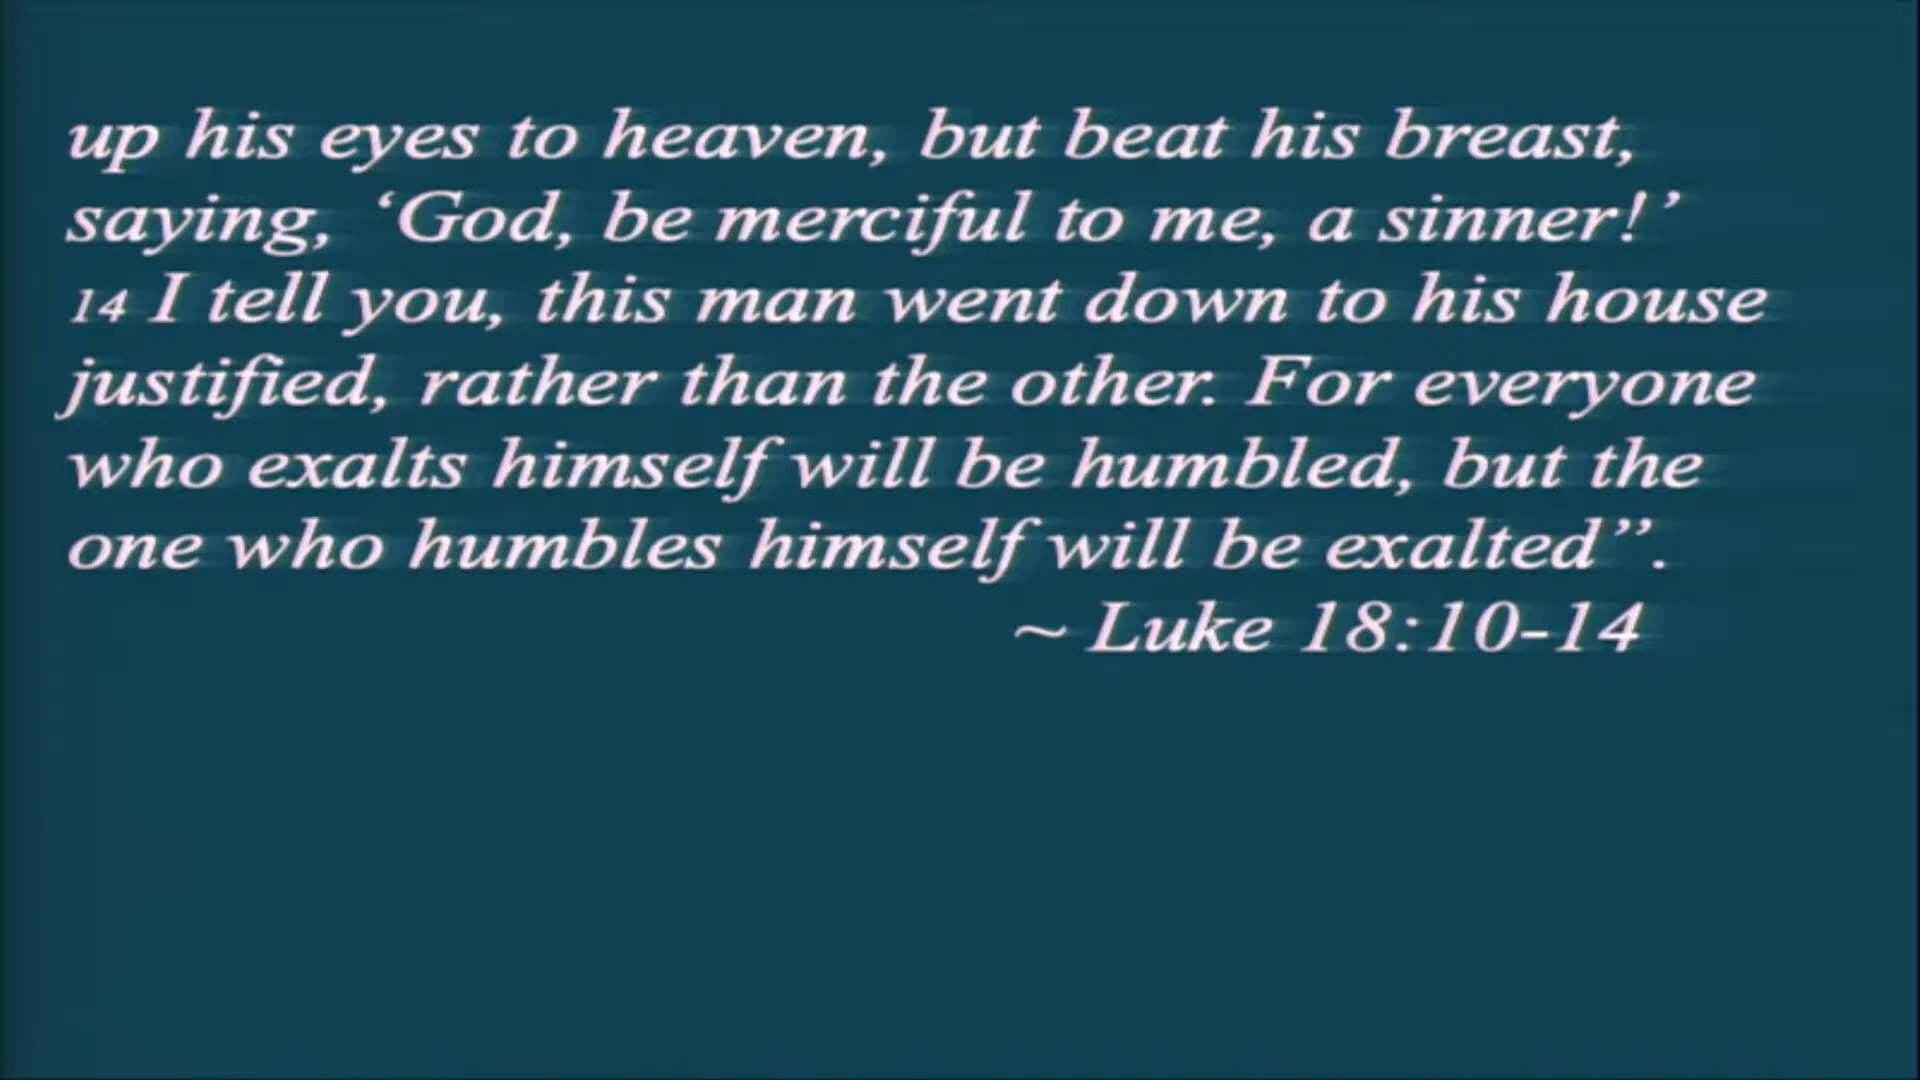 up his eyes to heaven, but beat his breast,
saying, ‘God, be merciful to me, a sinner!’
14 I tell you, this man went down to his house
justified, rather than the other. For everyone
who exalts himself will be humbled, but the
one who humbles himself will be exalted”.
~ Luke 18:10-14